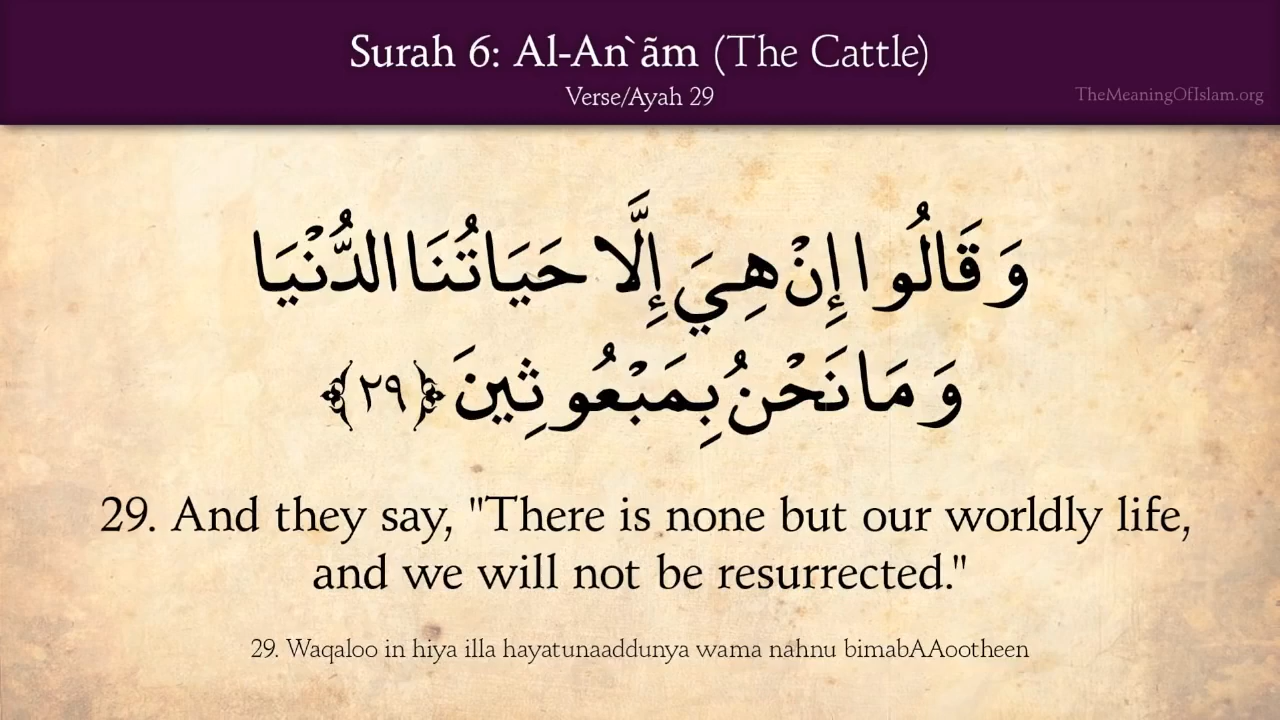 Surah 6: Al-An`ãm (The Cattle)
Verse/Ayah 29
TheMeaningOfIslam.org
وَقَالُوا إِنْ هِيَ إِلَّا حَيَاتُنَا الدُّنْيَا
وَمَا نَحْنُ بِمَبْعُوثِينَ ﴿٢٩﴾
29. And they say, "There is none but our worldly life,
and we will not be resurrected."
29. Waqaloo in hiya illa hayatunaaddunya wama nahnu bimabAAootheen